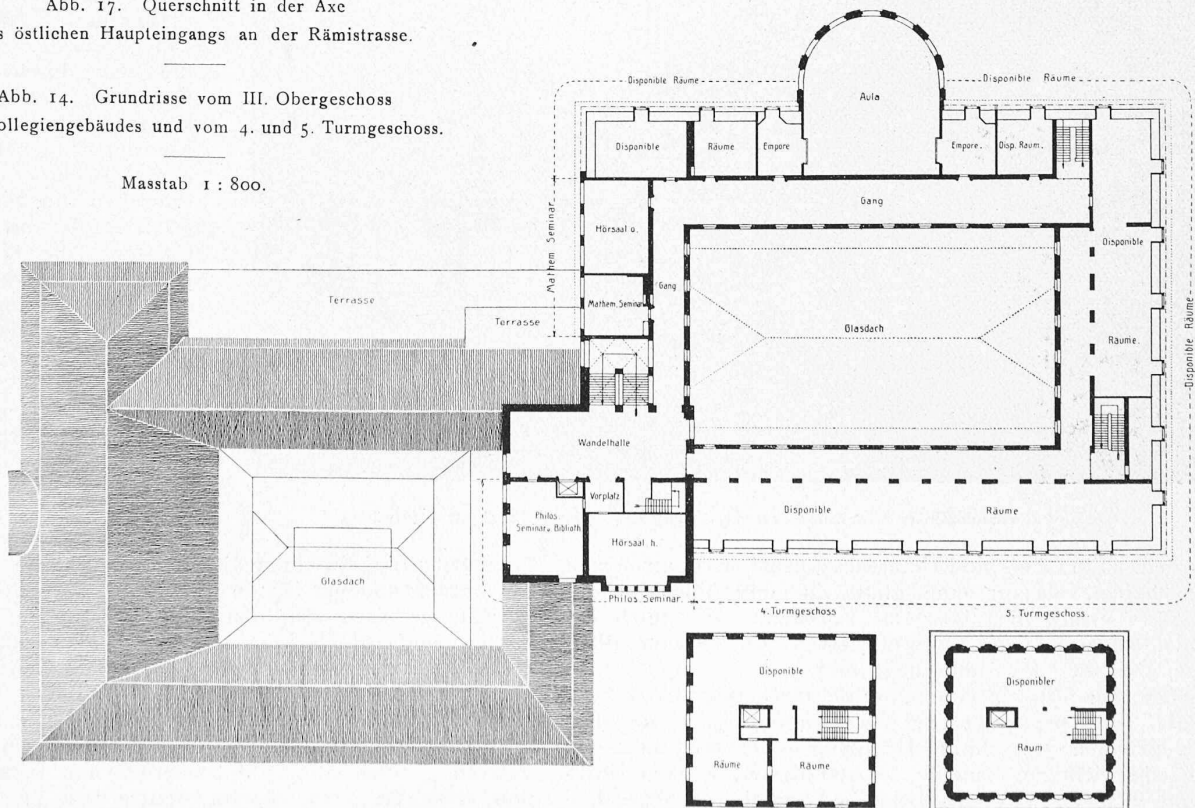 Abb. 17. Querschnitt in der Axe
s östlichen Haupteingangs an der Rämistrasse.
Abb. 14. Grundrisse vom III. Obergeschoss
ollegiengebäudes und vom 4. und 5. Turmgeschoss.
Masstab 1 : 800.
Disponible Räume
Disponible Räume
Aula
Disponible
Räume
Empore
Empore.
Disp. Raum.
Gang
Mathem Seminar
Hörsaal g.
Disponible
Disponible Räume
Gang
Mathem. Seminar
Terrasse
Terrasse
Glasdach
Räume.
Wandelhalle
Vorplatz
Philos.
Seminar u. Bibliath.
Hörsaal h.
Disponible Räume
Glasdach
Philos Seminar.
4. Turmgeschoss
5. Turmgeschoss.
Disponible
Räume
Räume
Disponibler
Raum